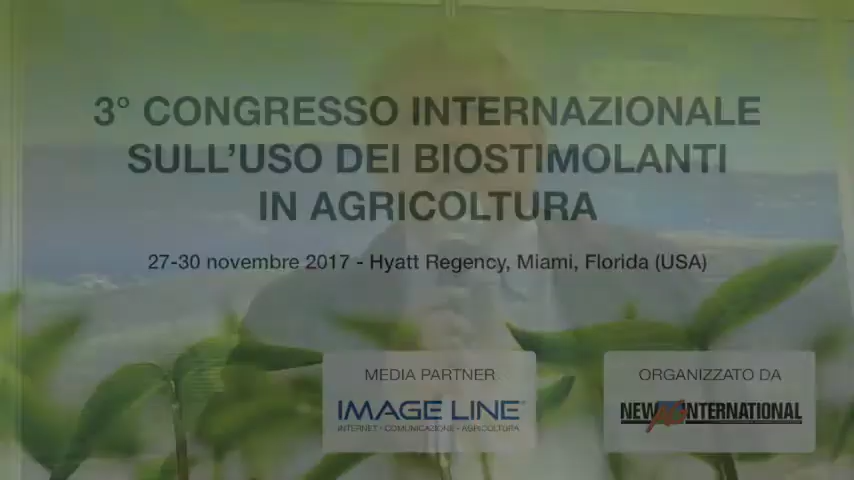 3° CONGRESSO INTERNAZIONALE
SULL'USO DEI BIOSTIMOLANTI
IN AGRICOLTURA
27-30 novembre 2017 - Hyatt Regency, Miami, Florida (USA)
MEDIA PARTNER
IMAGE LINE®
INTERNET • COMUNICAZIONE • AGRICOLTURA
ORGANIZZATO DA
NEW AG INTERNATIONAL